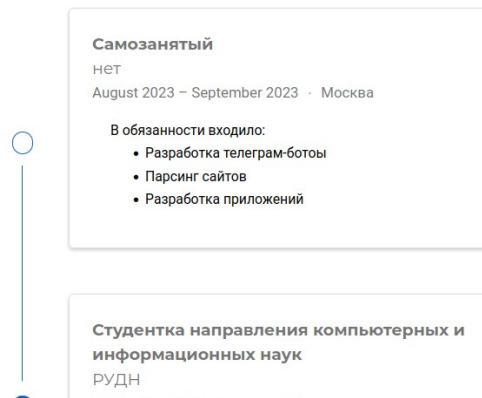 Самозанятый
нет
August 2023 – September 2023 · Москва
В обязанности входило:
• Разработка телеграм-ботоы
• Парсинг сайтов
• Разработка приложений
Студентка направления компьютерных и
информационных наук
РУДН